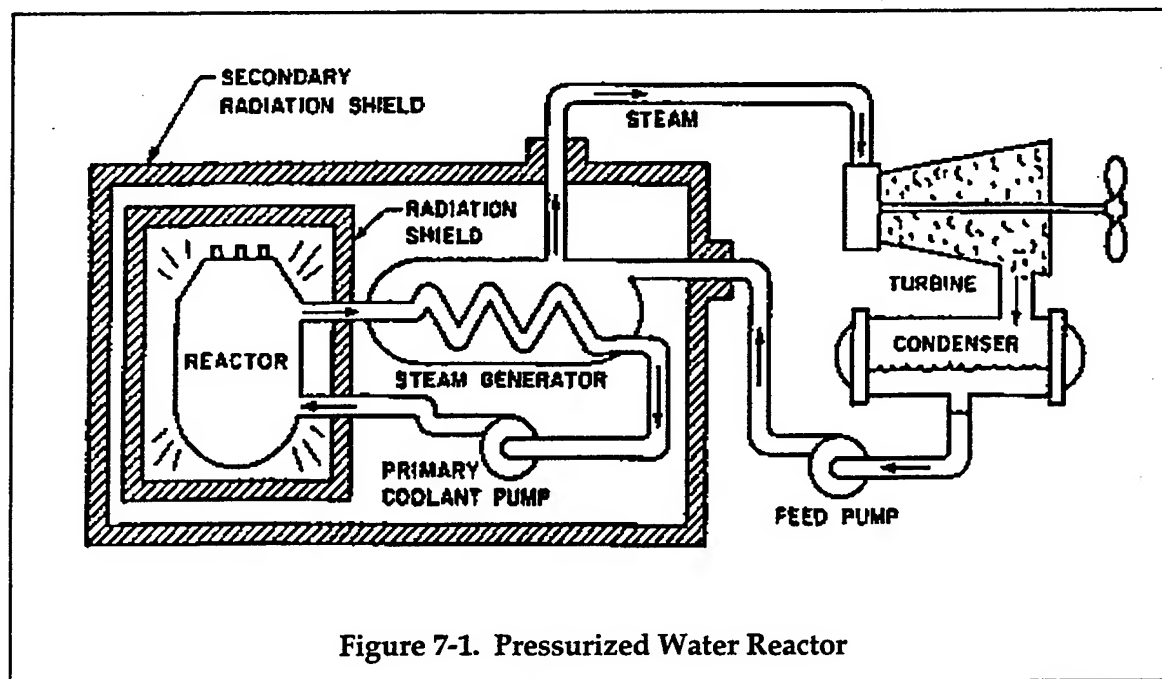 SECONDARY
RADIATION SHIELD
STEAM
RADIATION
SHIELD
TURBINE
REACTOR
CONDENSER
STEAM GENERATOR
PRIMARY
COOLANT PUMP
FEED PUMP
Figure 7-1. Pressurized Water Reactor